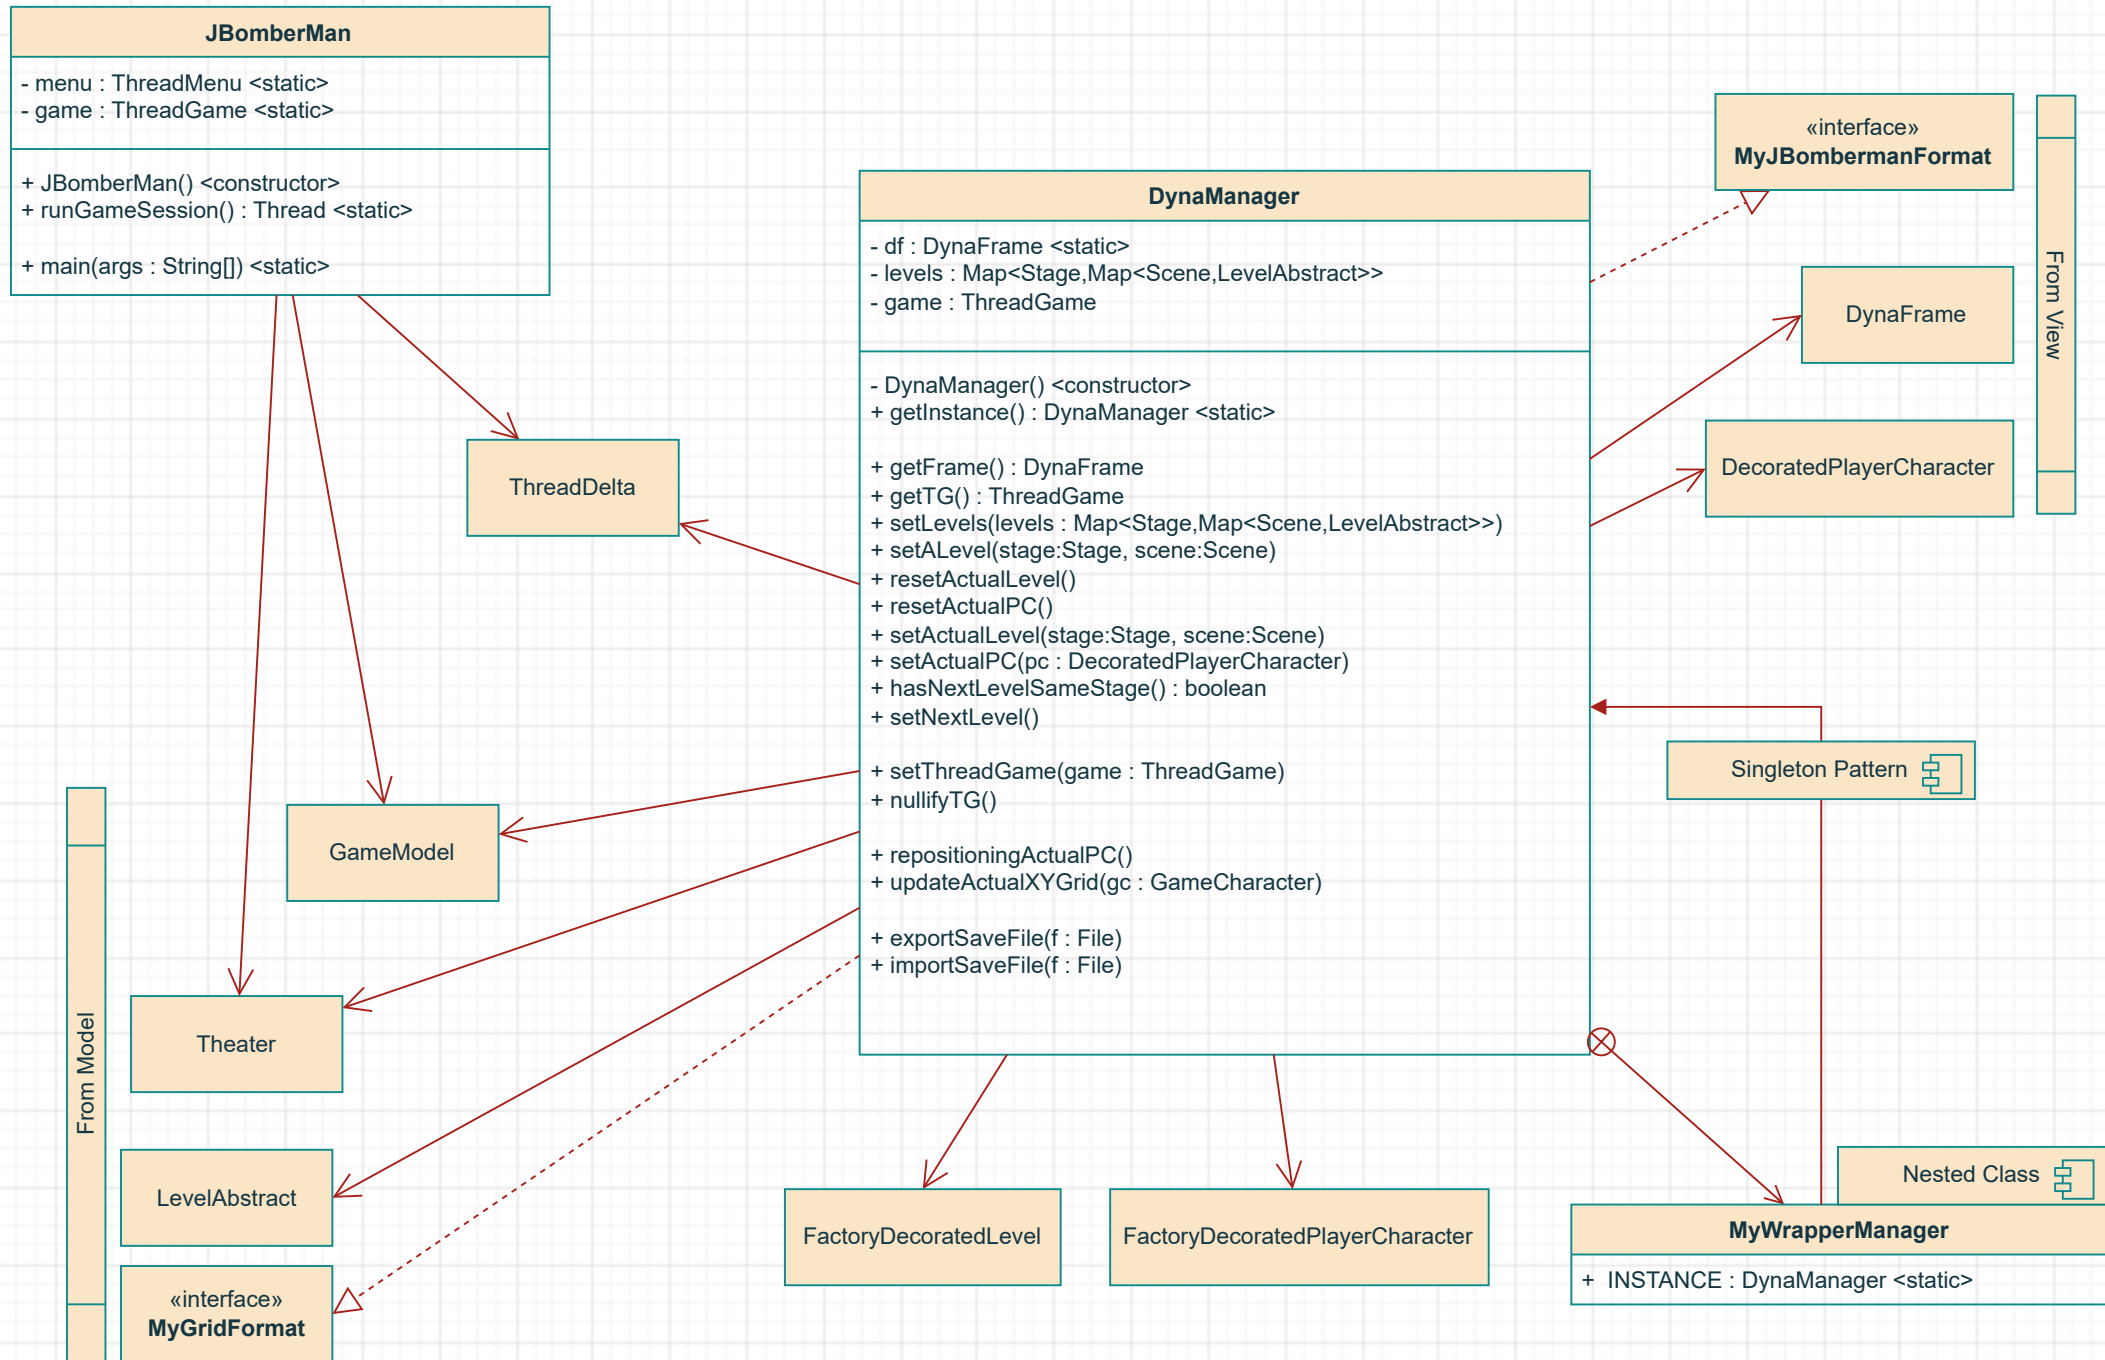 JBomberMan
- menu : ThreadMenu <static>
- game : ThreadGame <static>
+ JBomberMan() <constructor>
+ runGameSession() : Thread <static>
+ main(args : String[]) <static>
DynaManager
- df : DynaFrame <static>
- levels : Map<Stage,Map<Scene,LevelAbstract>>
- game : ThreadGame
- DynaManager() <constructor>
+ getInstance() : DynaManager <static>
+ getFrame() : DynaFrame
+ getTG() : ThreadGame
+ setLevels(levels : Map<Stage,Map<Scene,LevelAbstract>>)
+ setALevel(stage:Stage, scene:Scene)
+ resetActualLevel()
+ resetActualPC()
+ setActualLevel(stage:Stage, scene:Scene)
+ setActualPC(pc : DecoratedPlayerCharacter)
+ hasNextLevelSameStage() : boolean
+ setNextLevel()
+ setThreadGame(game : ThreadGame)
+ nullifyTG()
+ repositioningActualPC()
+ updateActualXYGrid(gc : GameCharacter)
+ exportSaveFile(f : File)
+ importSaveFile(f : File)
«interface»
MyJBombermanFormat
DynaFrame
DecoratedPlayerCharacter
From View
ThreadDelta
GameModel
Theater
LevelAbstract
«interface»
MyGridFormat
From Model
FactoryDecoratedLevel
FactoryDecoratedPlayerCharacter
Singleton Pattern
Nested Class
MyWrapperManager
+ INSTANCE : DynaManager <static>